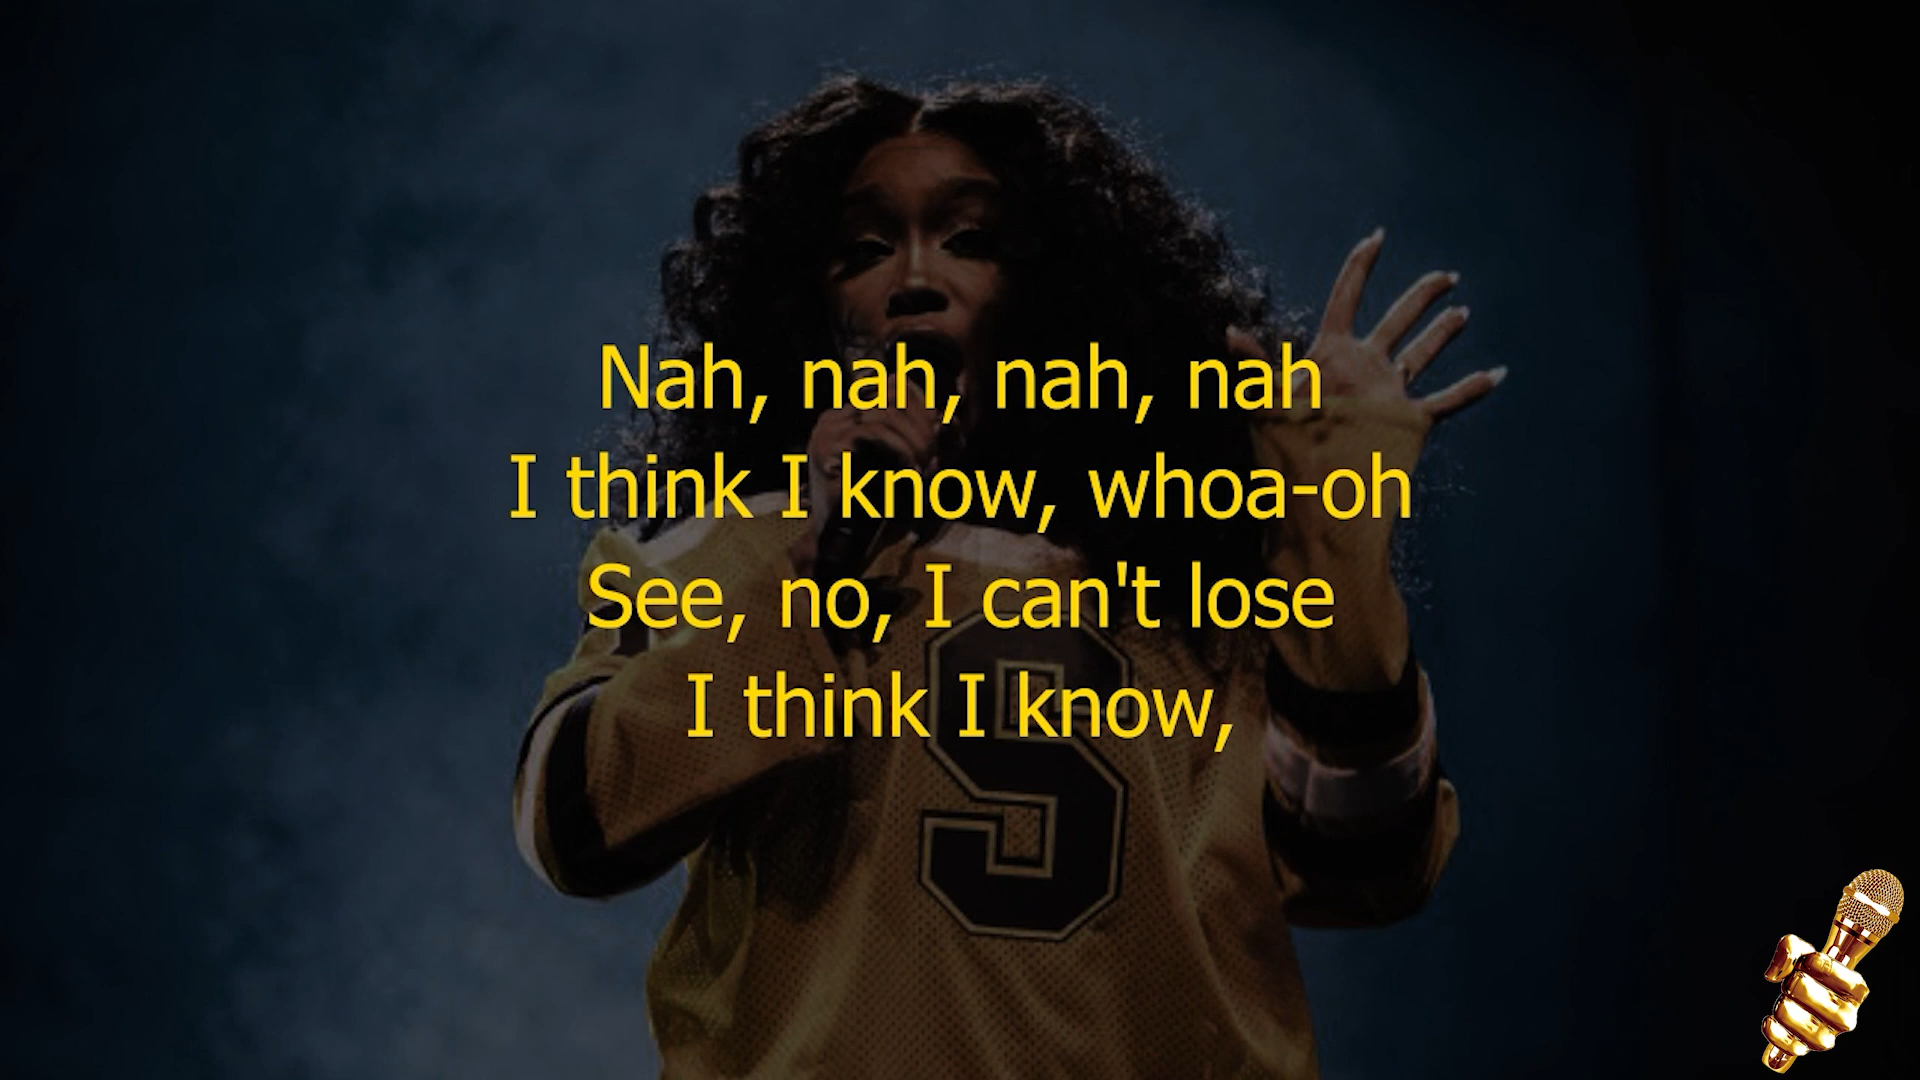 Nah, nah, nah, nah
I think I know, whoa-oh
See, no, I can't lose
I think I know,
S